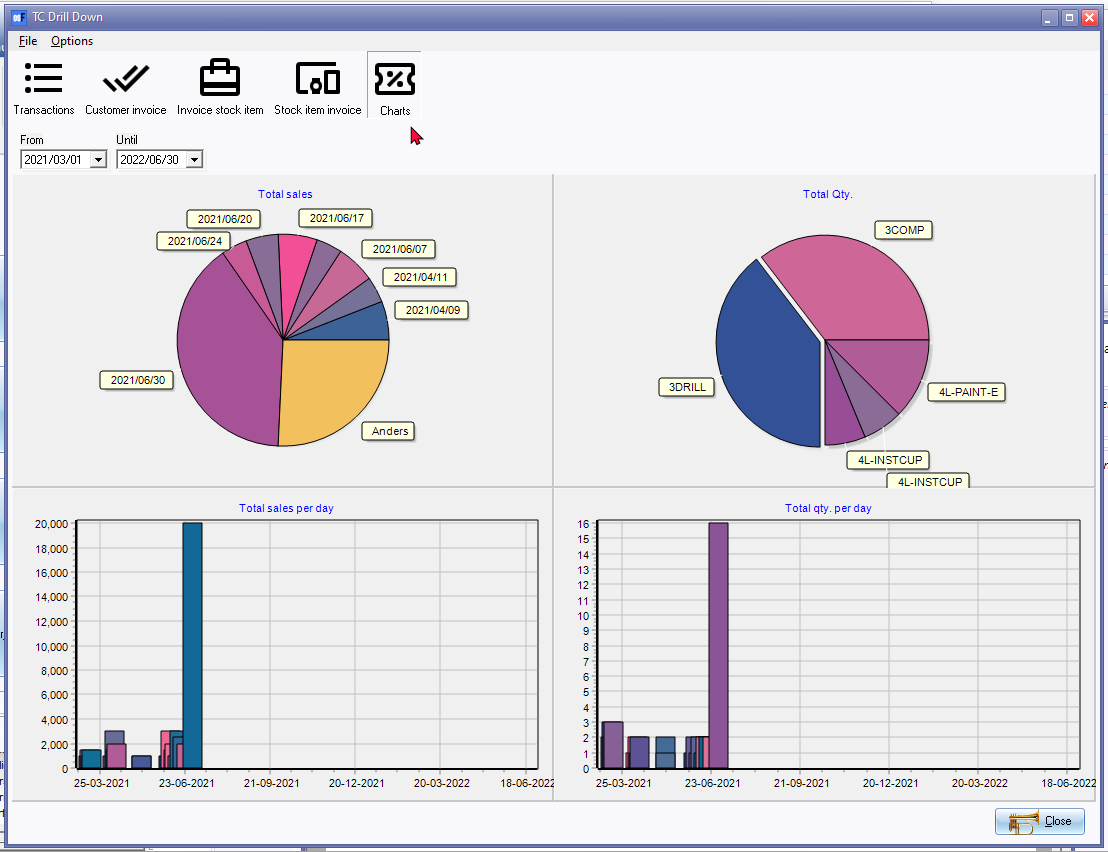 TC Drill Down
File Options
Transactions Customer invoice Invoice stock item Stock item invoice Charts
From Until
2021/03/01 2022/06/30
Total sales
2021/06/20 2021/06/17
2021/06/24 2021/06/07
2021/04/11
2021/04/09
2021/06/30
Anders
Total Qty.
3COMP
3DRILL
4L-PAINT-E
4L-INSTCUP
4L-INSTCUP
Total sales per day
20,000
18,000
16,000
14,000
12,000
10,000
8,000
6,000
4,000
2,000
0
25-03-2021 23-06-2021 21-09-2021 20-12-2021 20-03-2022 18-06-2022
Total qty. per day
16
15
14
13
12
11
10
9
8
7
6
5
4
3
2
1
0
25-03-2021 23-06-2021 21-09-2021 20-12-2021 20-03-2022 18-06-2022
Close